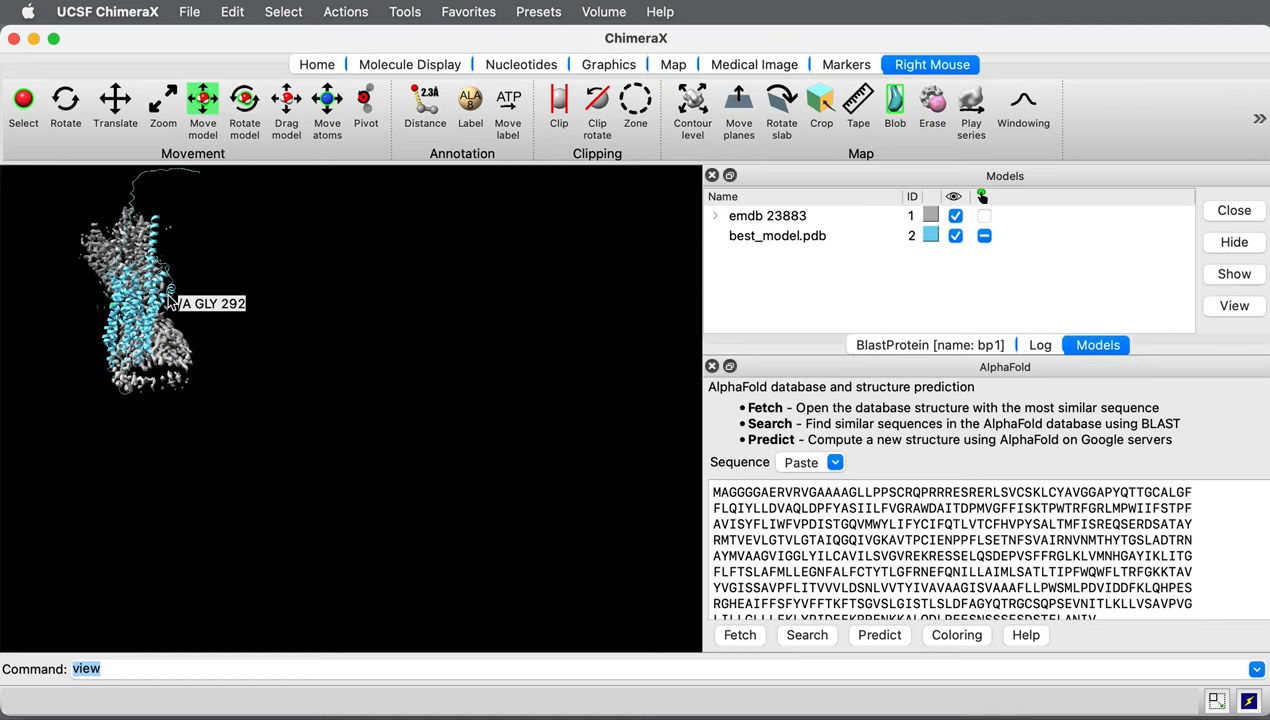 UCSF ChimeraX File Edit Select Actions Tools Favorites Presets Volume Help
ChimeraX
Home Molecule Display Nucleotides Graphics Map Medical Image Markers Right Mouse
2.3Å ALA 8 ATP
Select Rotate Translate Zoom Move model Rotate model Drag model Move atoms Pivot Distance Label Move label Clip Clip rotate Zone Contour level Move planes Rotate slab Crop Tape Blob Erase Play series Windowing
Movement Annotation Clipping Map
Models
Name ID
emdb 23883 1
best_model.pdb 2
Close
Hide
Show
View
/A GLY 292
BlastProtein [name: bp1] Log Models
AlphaFold
AlphaFold database and structure prediction
• Fetch - Open the database structure with the most similar sequence
• Search - Find similar sequences in the AlphaFold database using BLAST
• Predict - Compute a new structure using AlphaFold on Google servers
Sequence Paste
MAGGGGAERVRVGAAAAGLLPPSCRQPRRRESRERLSVCSKLCYAVGGAPYQTTGCALGF
FLQIYLLDVAQLDPFYASIILFVGRAWDAITDPMVGFFISKTPWTRFGRLMPWIIFSTPF
AVISYFLIWFVPDISTGQVMWYLIFYCIFQTLVTCFHVPYSALTMFISREQSERDSATAY
RMTVEVLGTVLGTAIQGQIVGKAVTPCIENPPFLSETNFSVAIRNVNMTHYTGSLADTRN
AYMVAAGVIGGLYILCAVILSVGVREKRESSELQSDEPVSFFRGLKLVMNHGAYIKLITG
FLFTSLAFMLLEGNFALFCTYTLGFRNEFQNILLAIMLSATLTIPFWQWFLTRFGKKTAV
YVGISSAVPFLITVVVLDSNLVVTYIVAVAAGISVAAAFLLPWSMLPDVIDDFKLQHPES
RGHEAIFFSFYVFFTKFTSGVSLGISTLSLDFAGYQTRGCSQPSEVNITLKLLVSAVPVG
Fetch Search Predict Coloring Help
Command: view